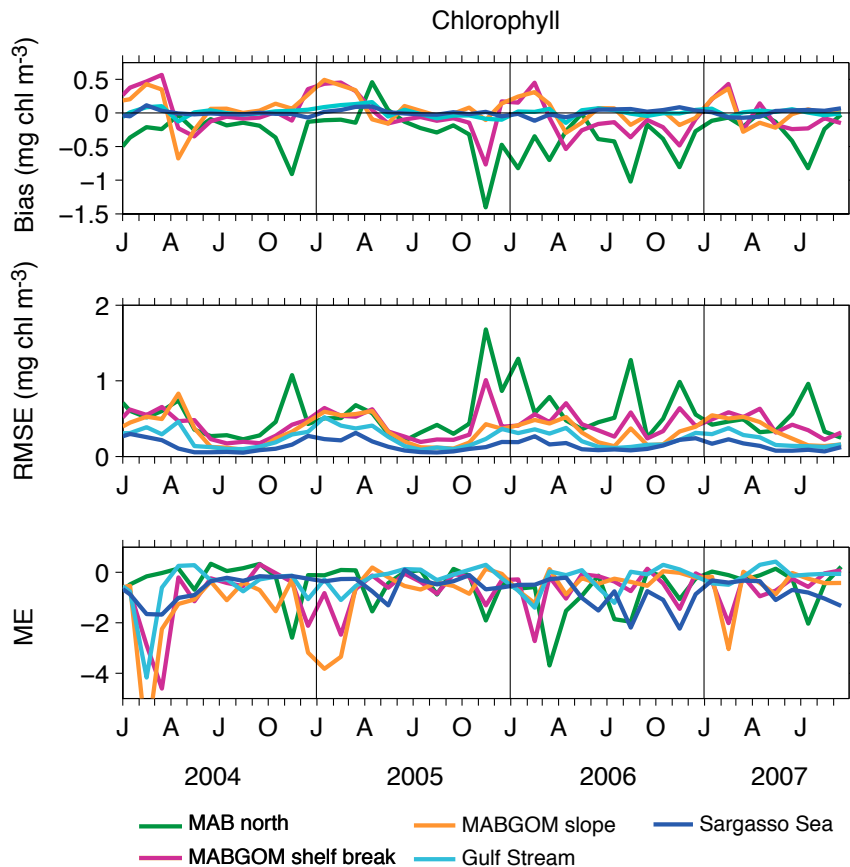 Chlorophyll
Bias (mg chl m-3)
0.5
0
−0.5
−1
−1.5
J A J O J A J O J A J O J A J
RMSE (mg chl m-3)
2
1
0
J A J O J A J O J A J O J A J
ME
0
−2
−4
J A J O J A J O J A J O J A J
2004 2005 2006 2007
MAB north MABGOM slope Sargasso Sea
MABGOM shelf break Gulf Stream